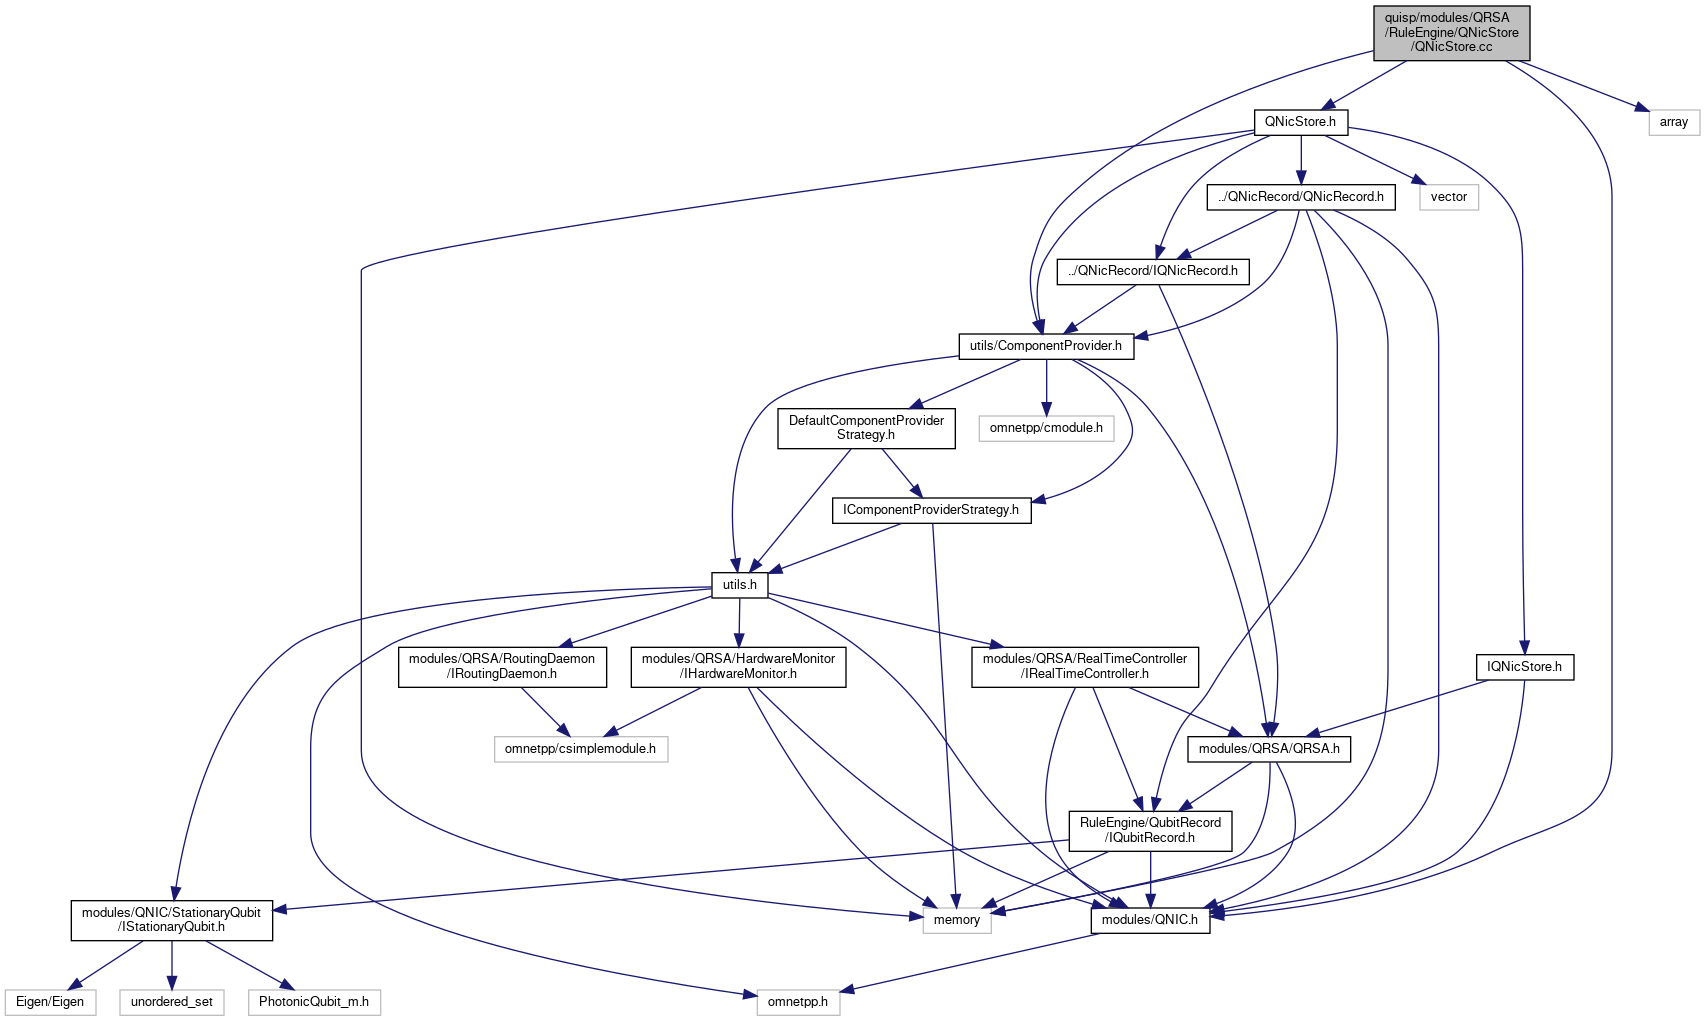 quisp/modules/QRSA
/RuleEngine/QNicStore
/QNicStore.cc
QNicStore.h
array
../QNicRecord/QNicRecord.h
vector
../QNicRecord/IQNicRecord.h
utils/ComponentProvider.h
DefaultComponentProvider
Strategy.h
omnetpp/cmodule.h
IComponentProviderStrategy.h
utils.h
modules/QRSA/RoutingDaemon
/IRoutingDaemon.h
modules/QRSA/HardwareMonitor
/IHardwareMonitor.h
modules/QRSA/RealTimeController
/IRealTimeController.h
IQNicStore.h
omnetpp/csimplemodule.h
modules/QRSA/QRSA.h
RuleEngine/QubitRecord
/IQubitRecord.h
modules/QNIC/StationaryQubit
/IStationaryQubit.h
memory
modules/QNIC.h
Eigen/Eigen
unordered_set
PhotonicQubit_m.h
omnetpp.h